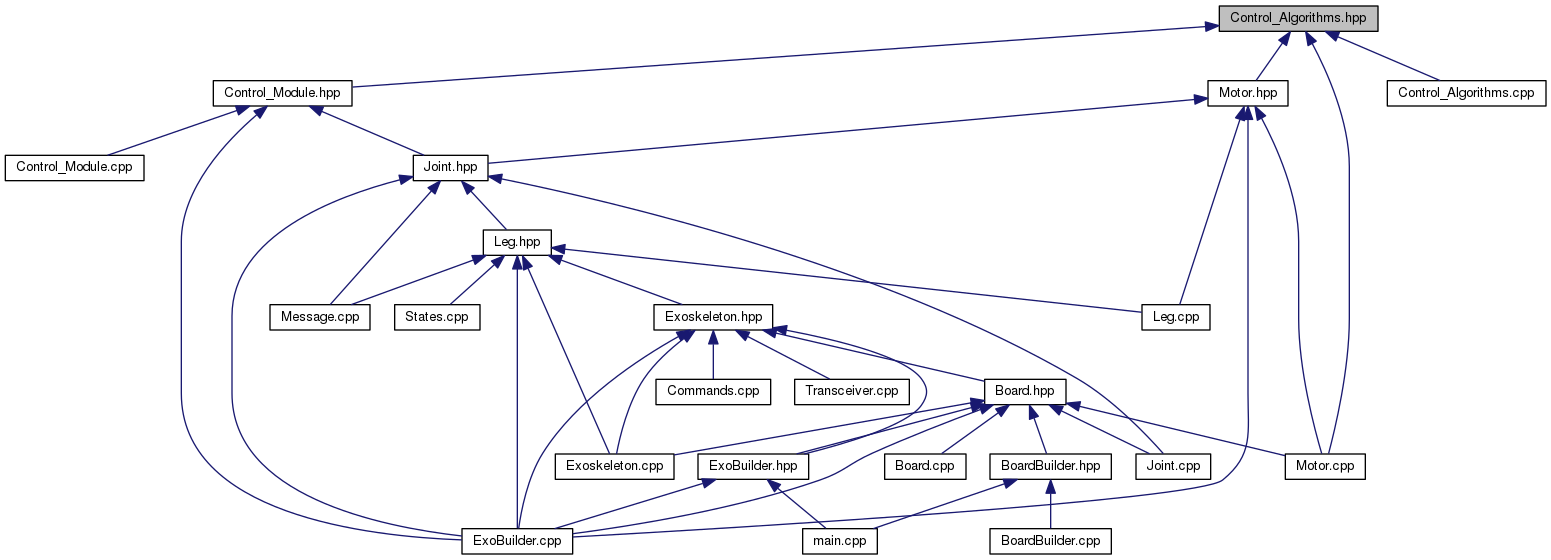 Control_Algorithms.hpp
Control_Module.hpp
Motor.hpp
Control_Algorithms.cpp
Control_Module.cpp
Joint.hpp
Leg.hpp
Message.cpp
States.cpp
Exoskeleton.hpp
Leg.cpp
Commands.cpp
Transceiver.cpp
Board.hpp
Exoskeleton.cpp
ExoBuilder.hpp
Board.cpp
BoardBuilder.hpp
Joint.cpp
Motor.cpp
ExoBuilder.cpp
main.cpp
BoardBuilder.cpp